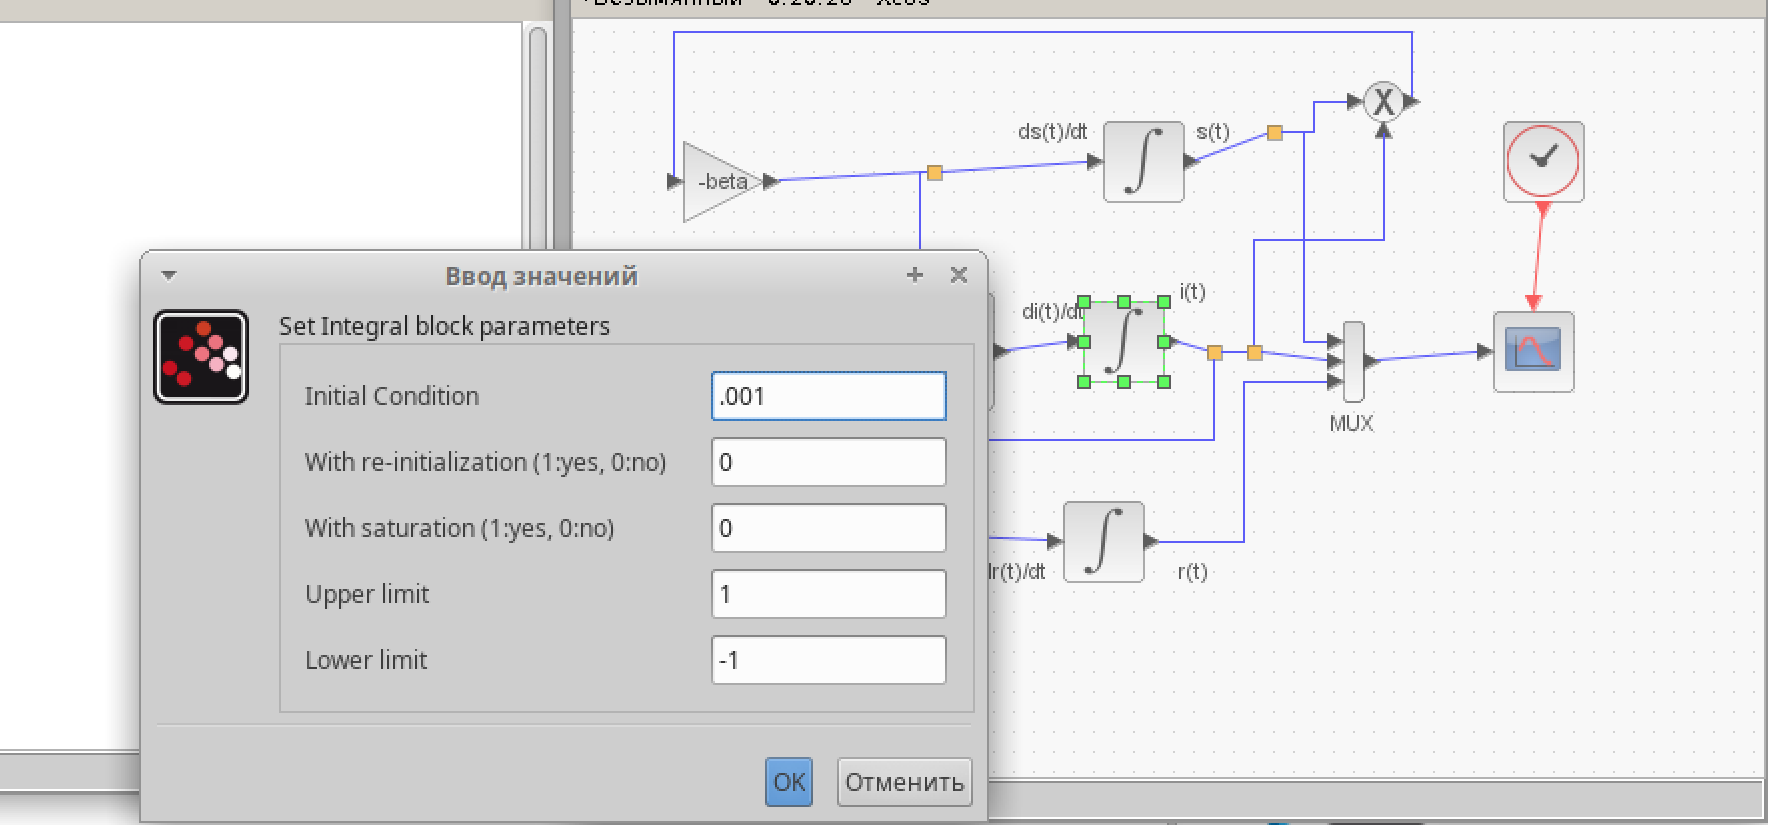 ds(t)/dt
s(t)
X
-beta
Ввод значений
Set Integral block parameters
Initial Condition
.001
With re-initialization (1:yes, 0:no)
0
With saturation (1:yes, 0:no)
0
Upper limit
1
Lower limit
-1
OK
Отменить
di(t)/dt
i(t)
MUX
r(t)/dt
r(t)